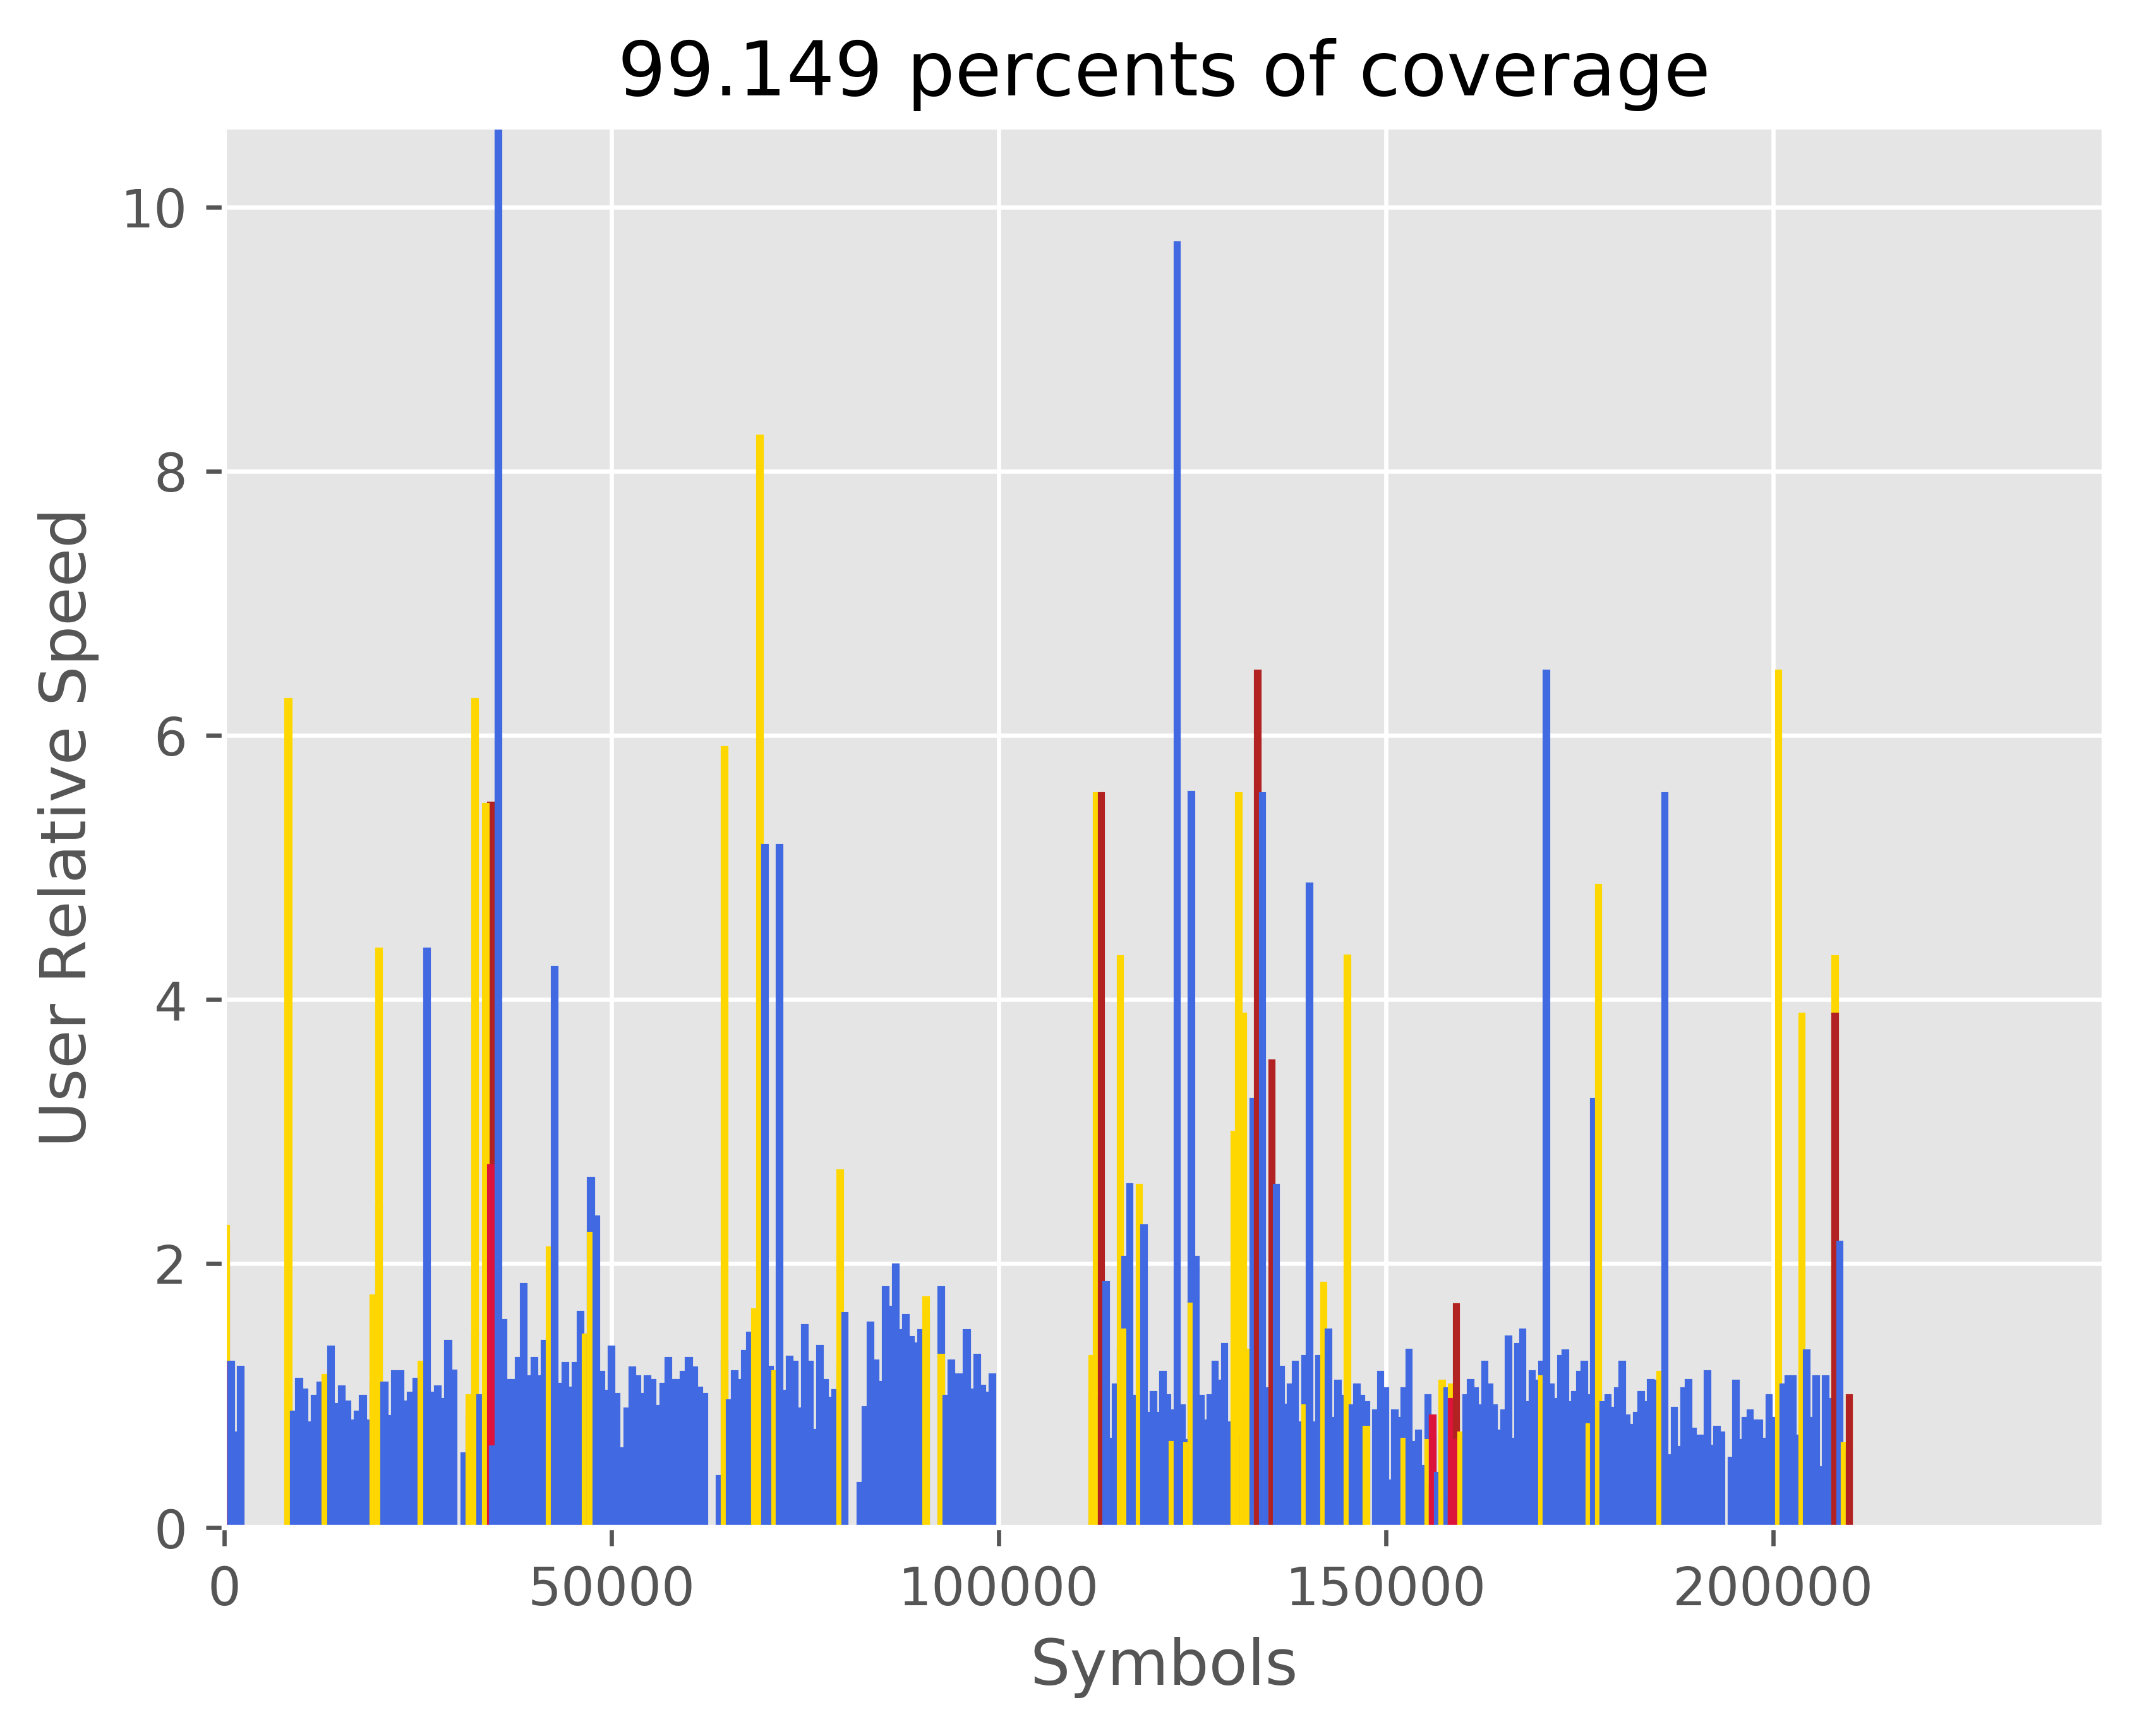 99.149 percents of coverage
User Relative Speed
10
8
6
4
2
0
0 50000 100000 150000 200000
Symbols